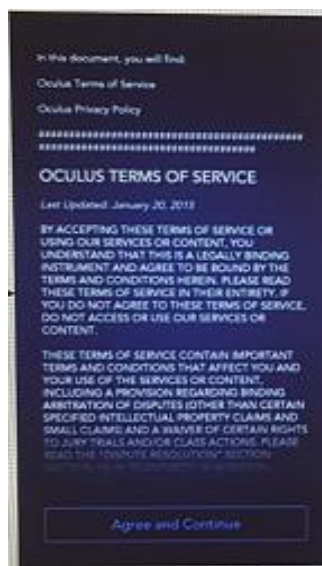 In this document, you will find:
Oculus Terms of Service
Oculus Privacy Policy
OCULUS TERMS OF SERVICE
Last Updated: January 20, 2015
BY ACCEPTING THESE TERMS OF SERVICE OR
USING OUR SERVICES OR CONTENT, YOU
UNDERSTAND THAT THIS IS A LEGALLY BINDING
INSTRUMENT AND AGREE TO BE BOUND BY THE
TERMS AND CONDITIONS HEREIN. PLEASE READ
THESE TERMS OF SERVICE IN THEIR ENTIRETY. IF
YOU DO NOT AGREE TO THESE TERMS OF SERVICE,
DO NOT ACCESS OR USE OUR SERVICES OR
CONTENT.
THESE TERMS OF SERVICE CONTAIN IMPORTANT
TERMS AND CONDITIONS THAT AFFECT YOU AND
YOUR USE OF THE SERVICES OR CONTENT,
INCLUDING A PROVISION REGARDING BINDING
ARBITRATION OF DISPUTES (OTHER THAN CERTAIN
SPECIFIED INTELLECTUAL PROPERTY CLAIMS AND
SMALL CLAIMS) AND A WAIVER OF CERTAIN RIGHTS
TO JURY TRIALS AND/OR CLASS ACTIONS. PLEASE
READ THE "DISPUTE RESOLUTION" SECTION
Agree and Continue